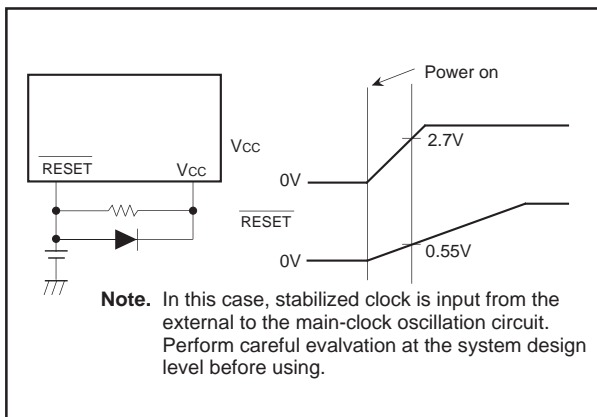 Power on
VCC
2.7V
RESET
VCC
0V
RESET
0V
0.55V
Note. In this case, stabilized clock is input from the
external to the main-clock oscillation circuit.
Perform careful evalvation at the system design
level before using.